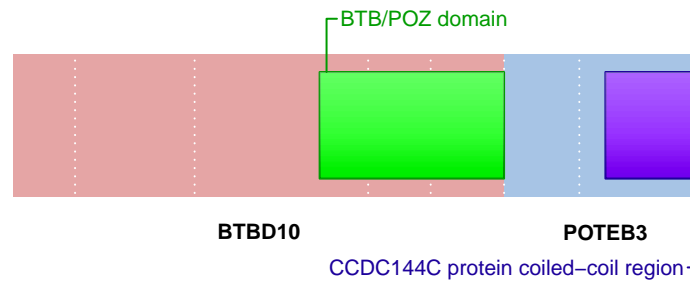 BTB/POZ domain
BTBD10
POTEB3
CCDC144C protein coiled−coil region